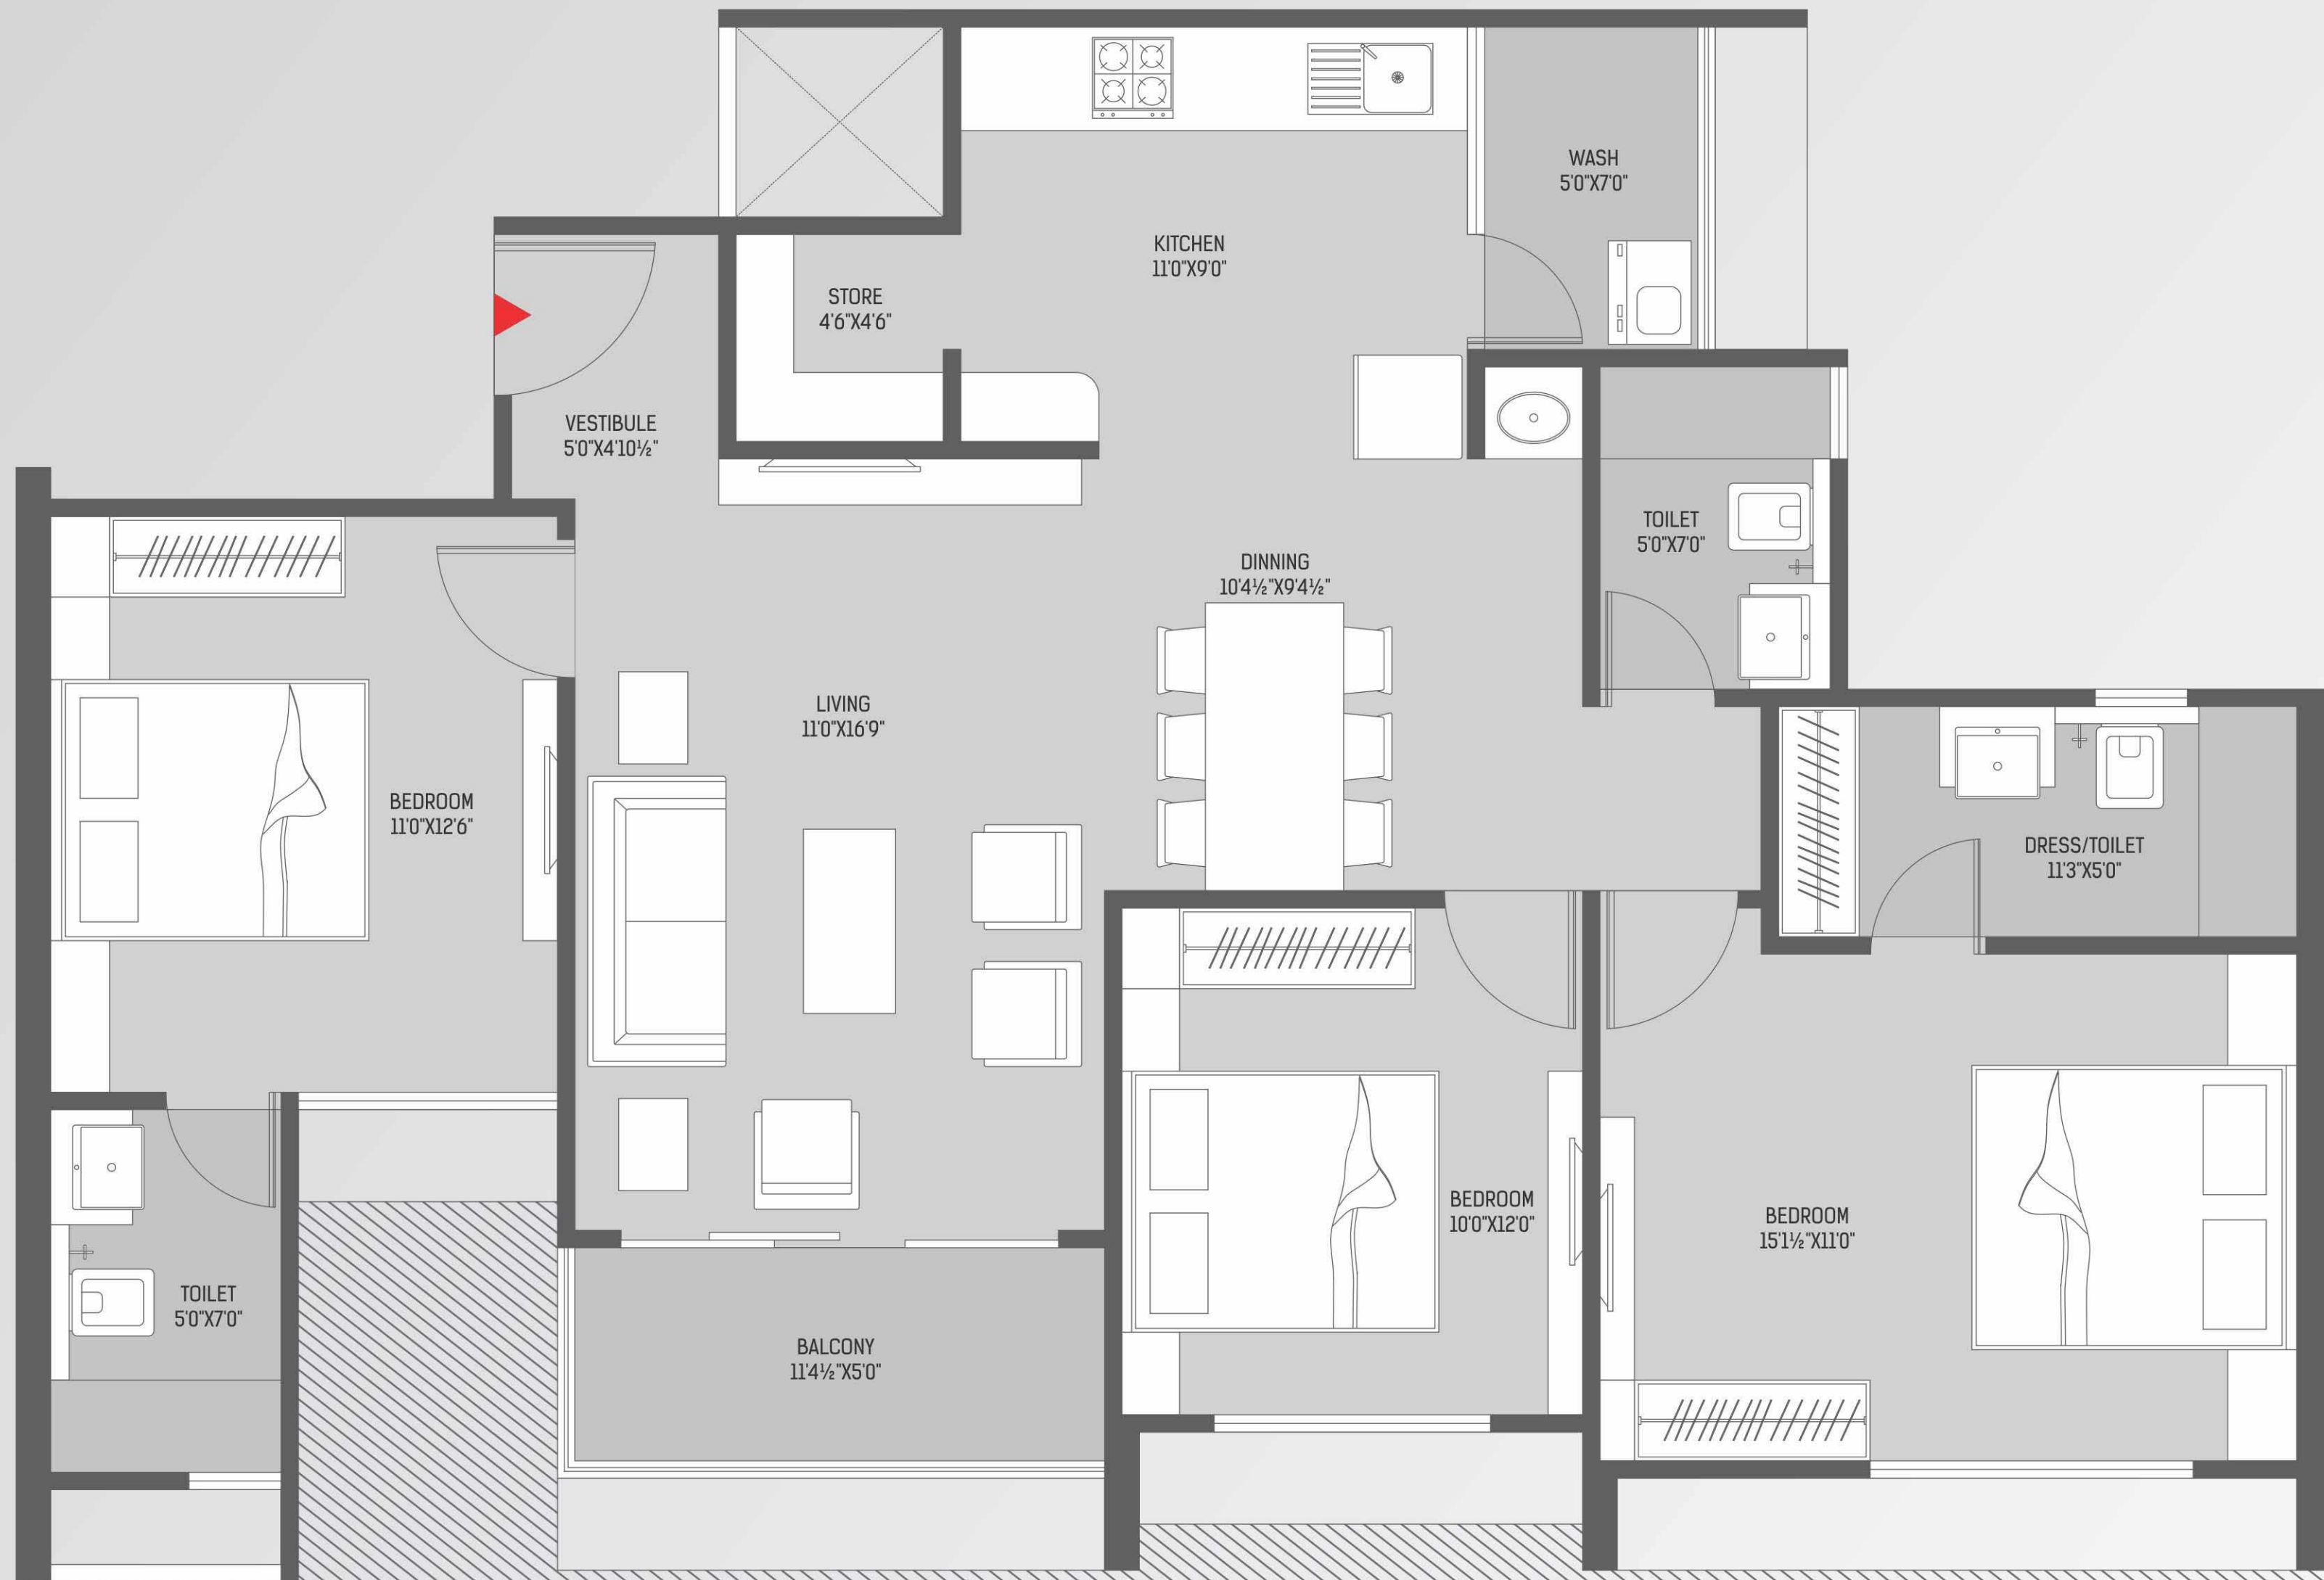 WASH
5'0"X7'0"
KITCHEN
11'0"X9'0"
STORE
4'6"X4'6"
VESTIBULE
5'0"X4'10½"
TOILET
5'0"X7'0"
DINNING
10'4½"X9'4½"
LIVING
11'0"X16'9"
BEDROOM
11'0"X12'6"
DRESS/TOILET
11'3"X5'0"
BEDROOM
10'0"X12'0"
BEDROOM
15'1½"X11'0"
TOILET
5'0"X7'0"
BALCONY
11'4½"X5'0"